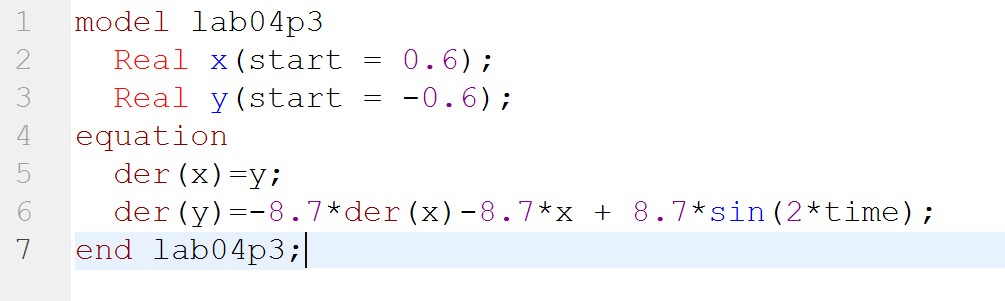 1 model lab04p3
2   Real x(start = 0.6);
3   Real y(start = -0.6);
4 equation
5   der(x)=y;
6   der(y)=-8.7*der(x)-8.7*x + 8.7*sin(2*time);
7 end lab04p3;